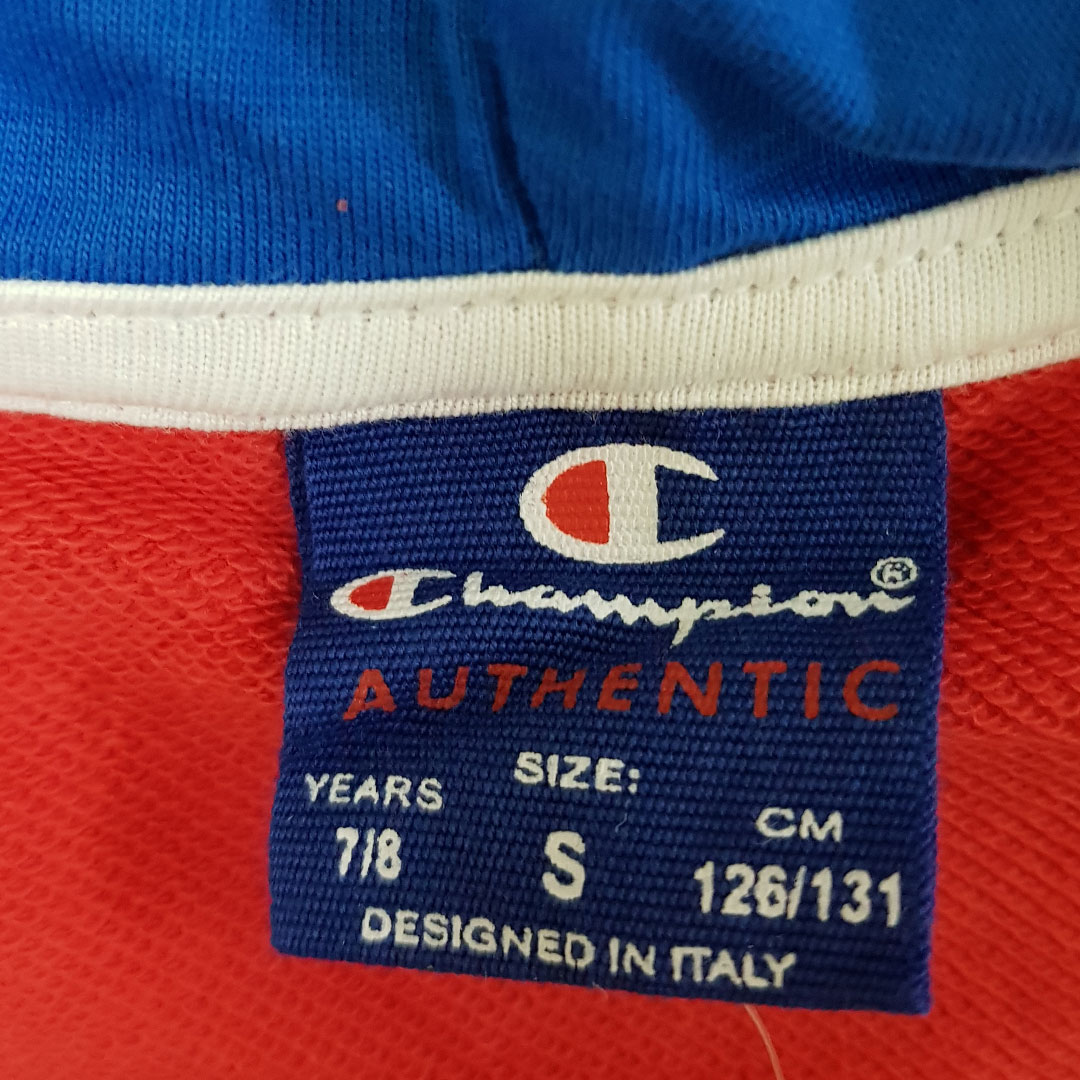 Champion®
AUTHENTIC
SIZE:
YEARS
CM
7/8
S
126/131
DESIGNED IN ITALY